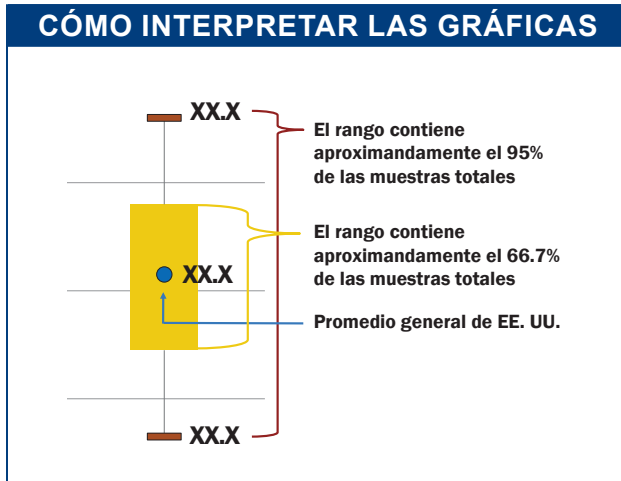 CÓMO INTERPRETAR LAS GRÁFICAS
XX.X
El rango contiene
aproximandamente el 95%
de las muestras totales
El rango contiene
aproximandamente el 66.7%
de las muestras totales
XX.X
Promedio general de EE. UU.
XX.X